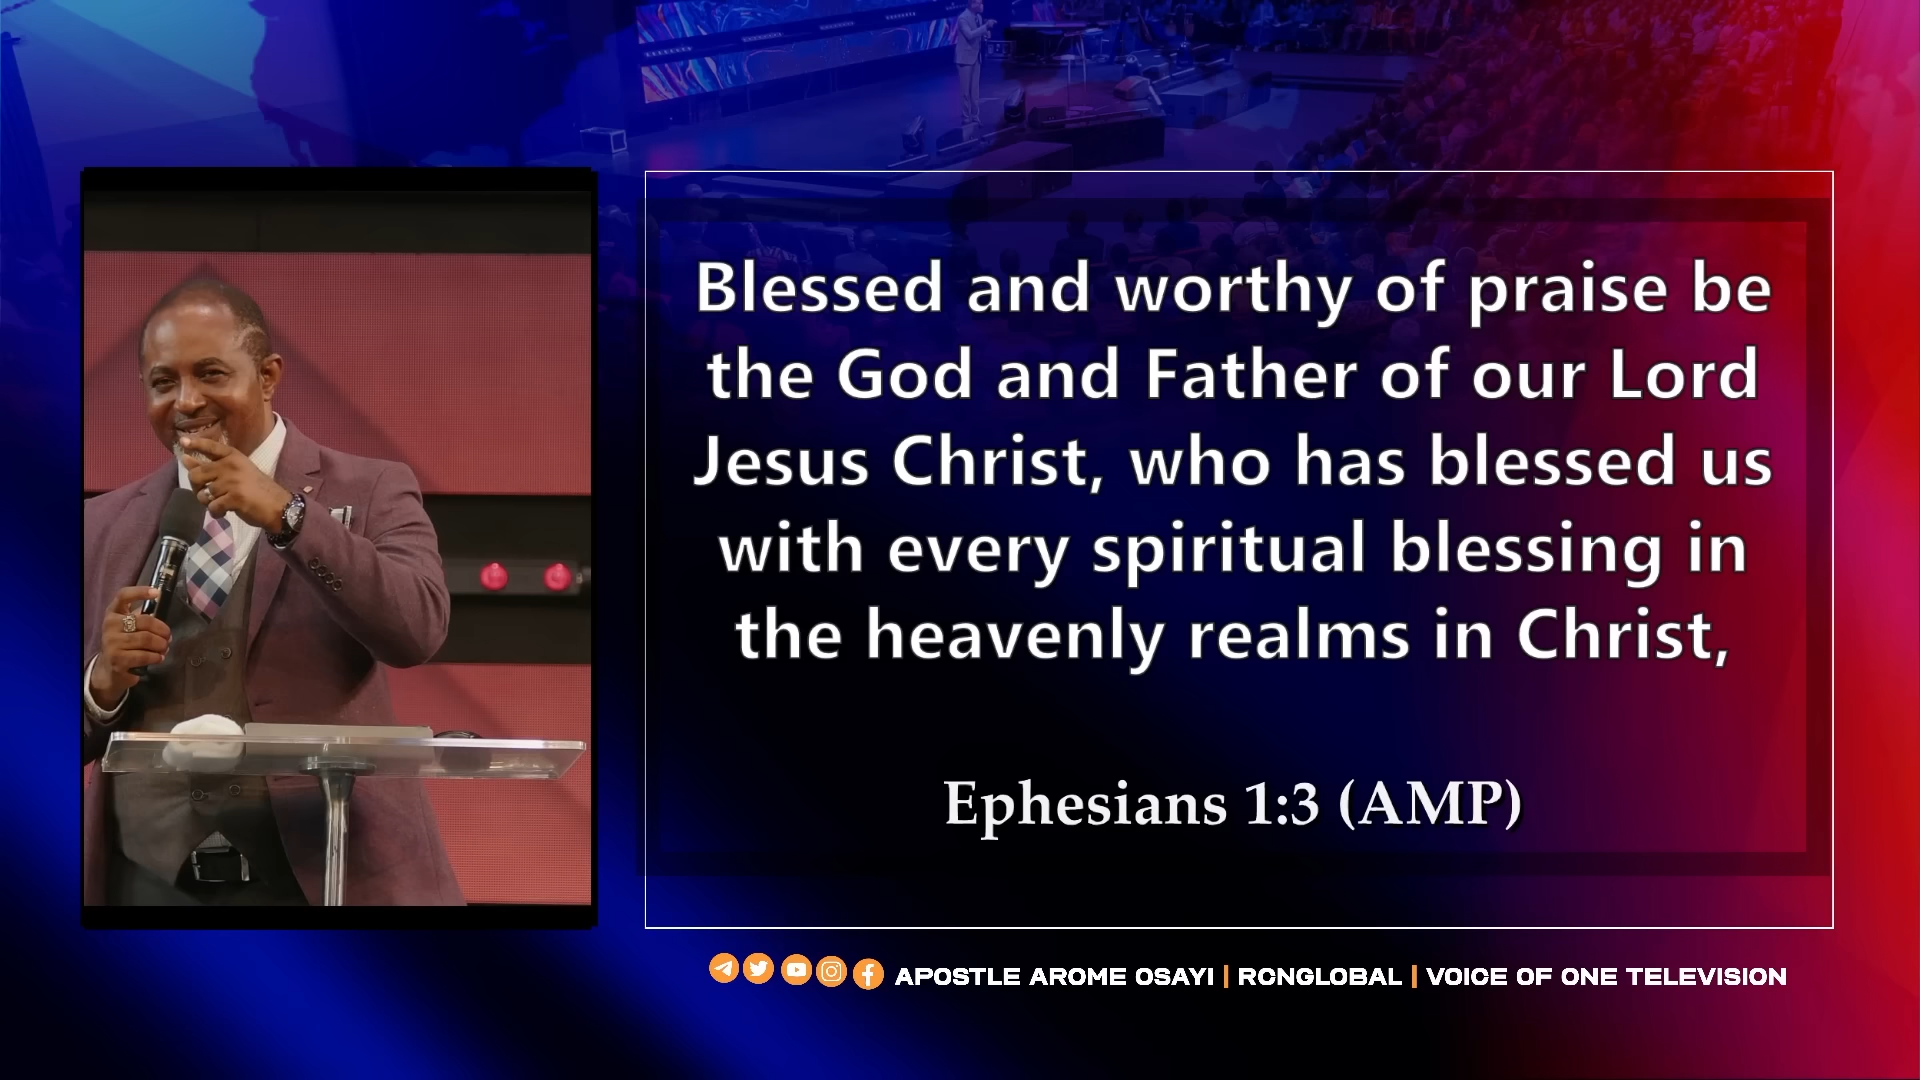 Blessed and worthy of praise be
the God and Father of our Lord
Jesus Christ, who has blessed us
with every spiritual blessing in
the heavenly realms in Christ,
Ephesians 1:3 (AMP)
APOSTLE AROME OSAYI | RCNGLOBAL | VOICE OF ONE TELEVISION